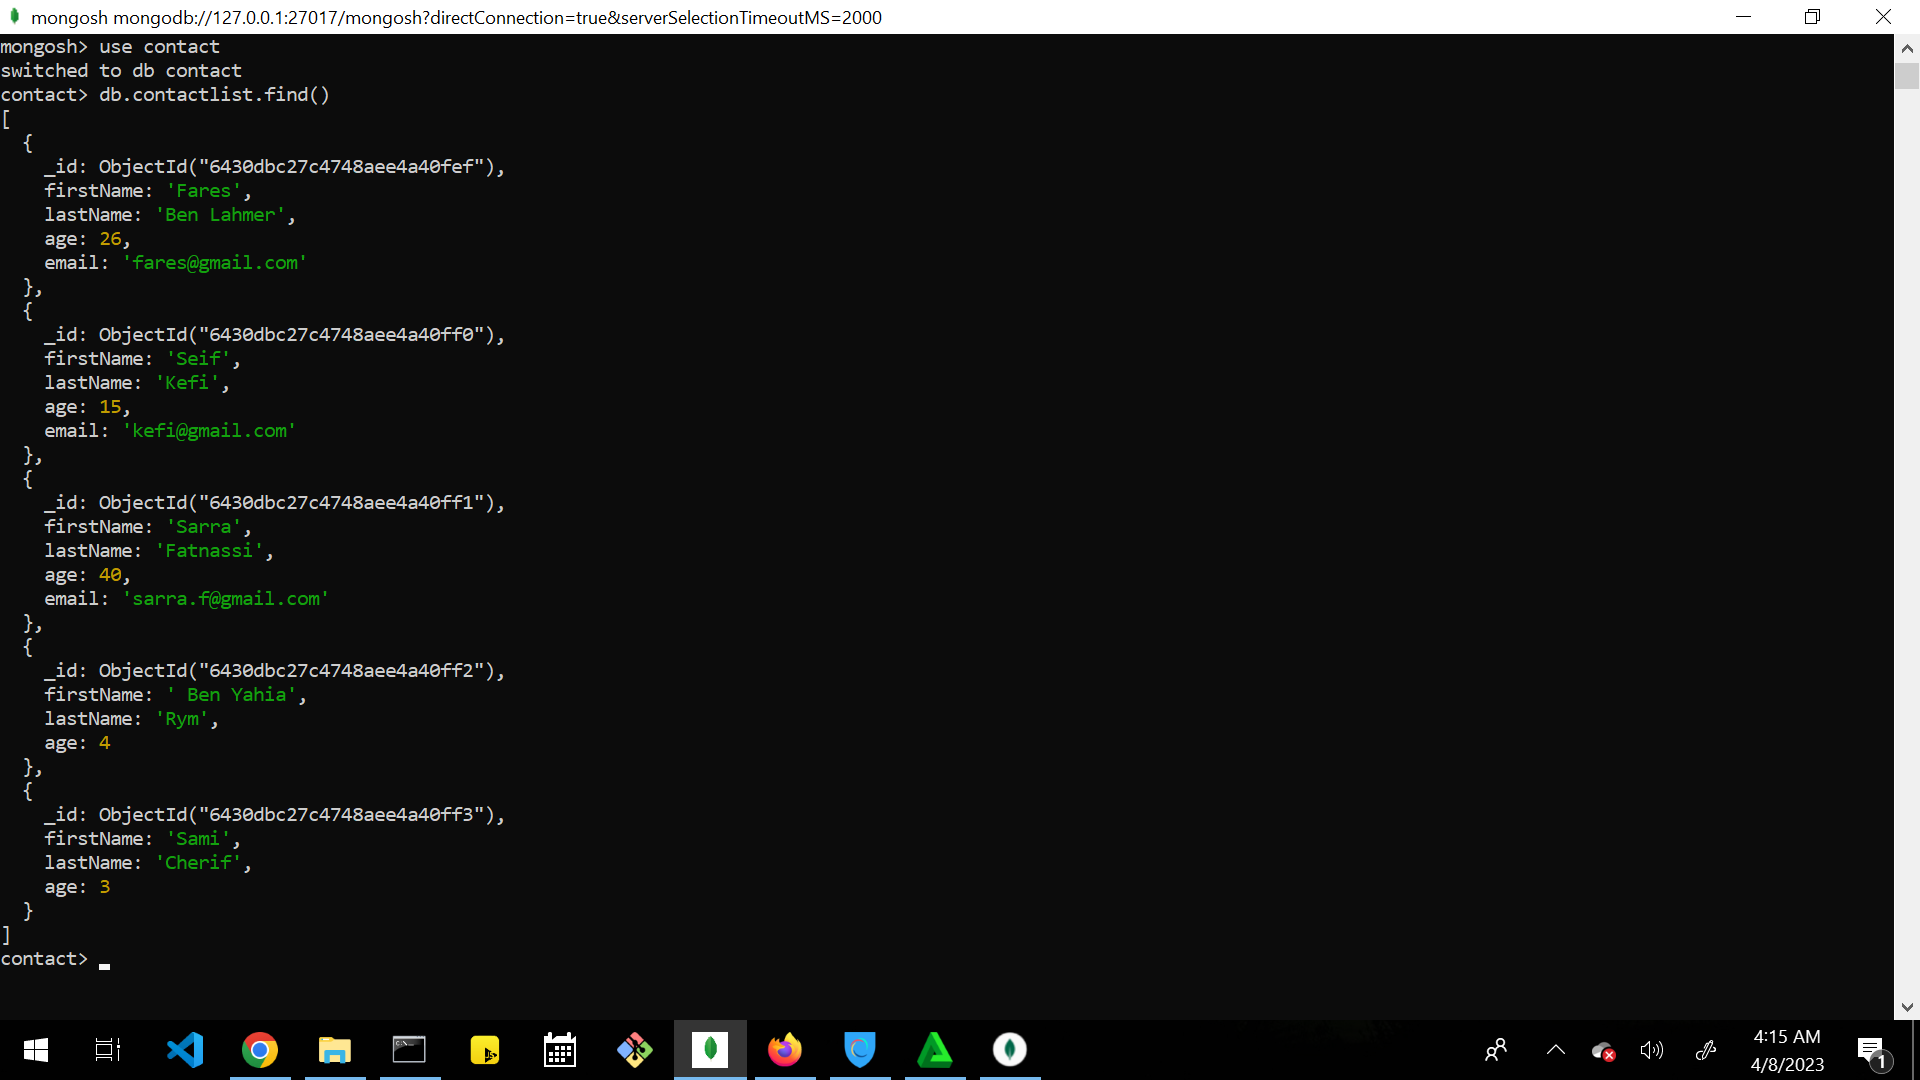 mongosh mongodb://127.0.0.1:27017/mongosh?directConnection=true&serverSelectionTimeoutMS=2000
mongosh> use contact
switched to db contact
contact> db.contactlist.find()
[
  {
    _id: ObjectId("6430dbc27c4748aee4a40fef"),
    firstName: 'Fares',
    lastName: 'Ben Lahmer',
    age: 26,
    email: 'fares@gmail.com'
  },
  {
    _id: ObjectId("6430dbc27c4748aee4a40ff0"),
    firstName: 'Seif',
    lastName: 'Kefi',
    age: 15,
    email: 'kefi@gmail.com'
  },
  {
    _id: ObjectId("6430dbc27c4748aee4a40ff1"),
    firstName: 'Sarra',
    lastName: 'Fatnassi',
    age: 40,
    email: 'sarra.f@gmail.com'
  },
  {
    _id: ObjectId("6430dbc27c4748aee4a40ff2"),
    firstName: ' Ben Yahia',
    lastName: 'Rym',
    age: 4
  },
  {
    _id: ObjectId("6430dbc27c4748aee4a40ff3"),
    firstName: 'Sami',
    lastName: 'Cherif',
    age: 3
  }
]
contact>
4:15 AM
4/8/2023
1